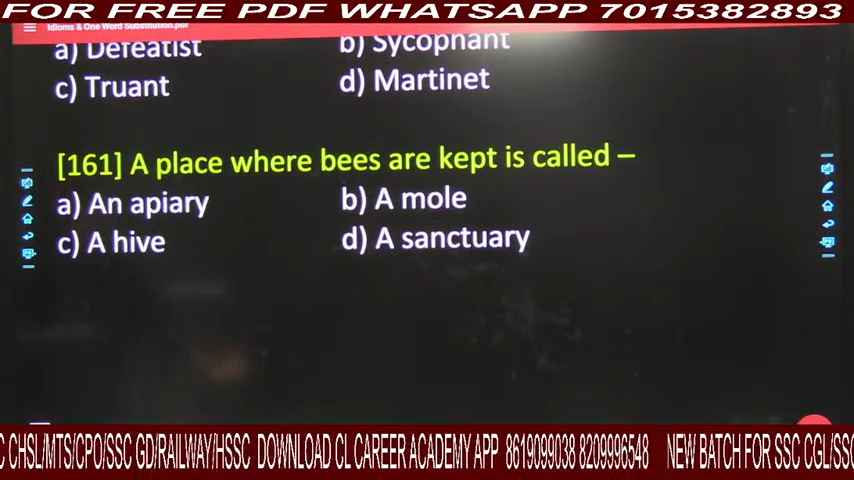 FOR FREE PDF WHATSAPP 7015382893
Idioms & One Word Substitution.pdf
a) Defeatist b) Sycophant
c) Truant d) Martinet
[161] A place where bees are kept is called –
a) An apiary b) A mole
c) A hive d) A sanctuary
C CHSL/MTS/CPO/SSC GD/RAILWAY/HSSC DOWNLOAD CL CAREER ACADEMY APP 8619099038 8209996548 NEW BATCH FOR SSC CGL/SSC